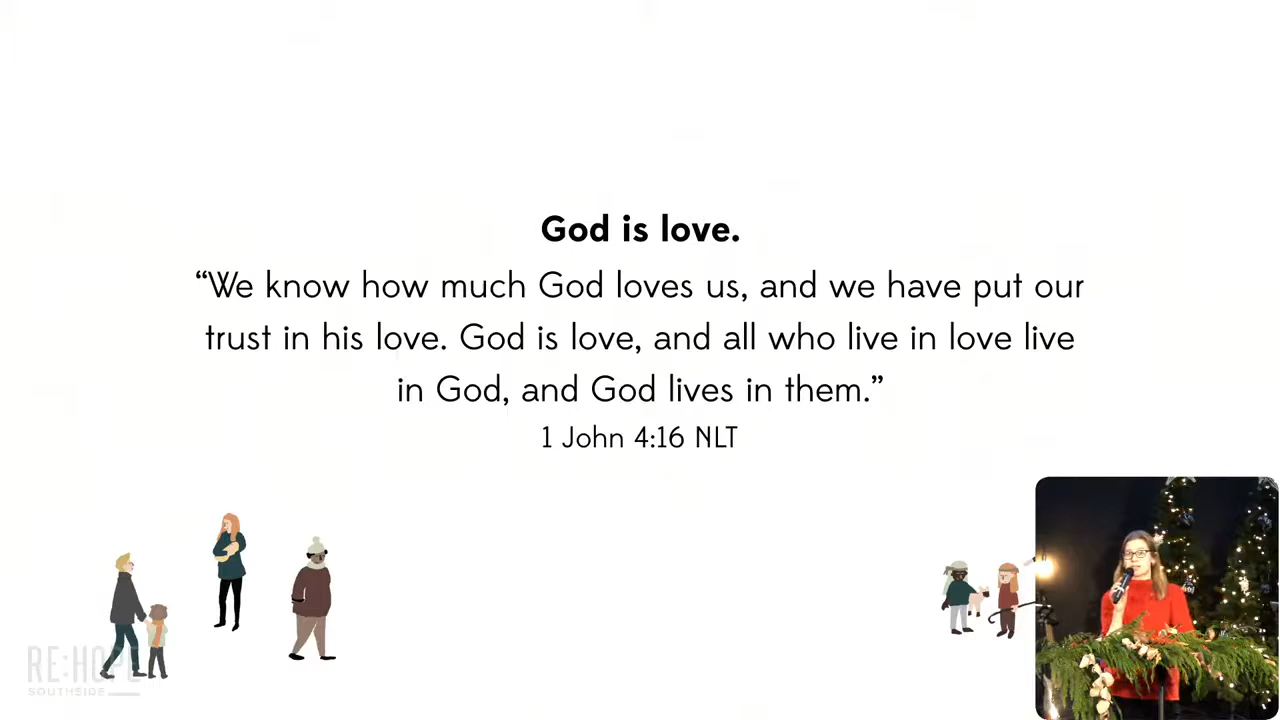 God is love.
“We know how much God loves us, and we have put our
trust in his love. God is love, and all who live in love live
in God, and God lives in them.”
1 John 4:16 NLT
RE:HOPE
SOUTHSIDE